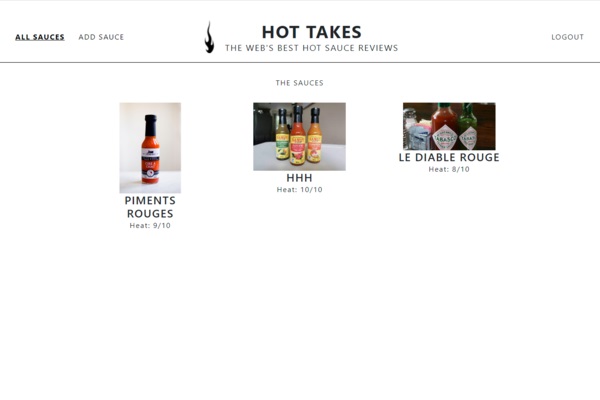 ALL SAUCES
ADD SAUCE
HOT TAKES
THE WEB'S BEST HOT SAUCE REVIEWS
LOGOUT
THE SAUCES
PIMENTS
ROUGES
Heat: 9/10
HHH
Heat: 10/10
LE DIABLE ROUGE
Heat: 8/10